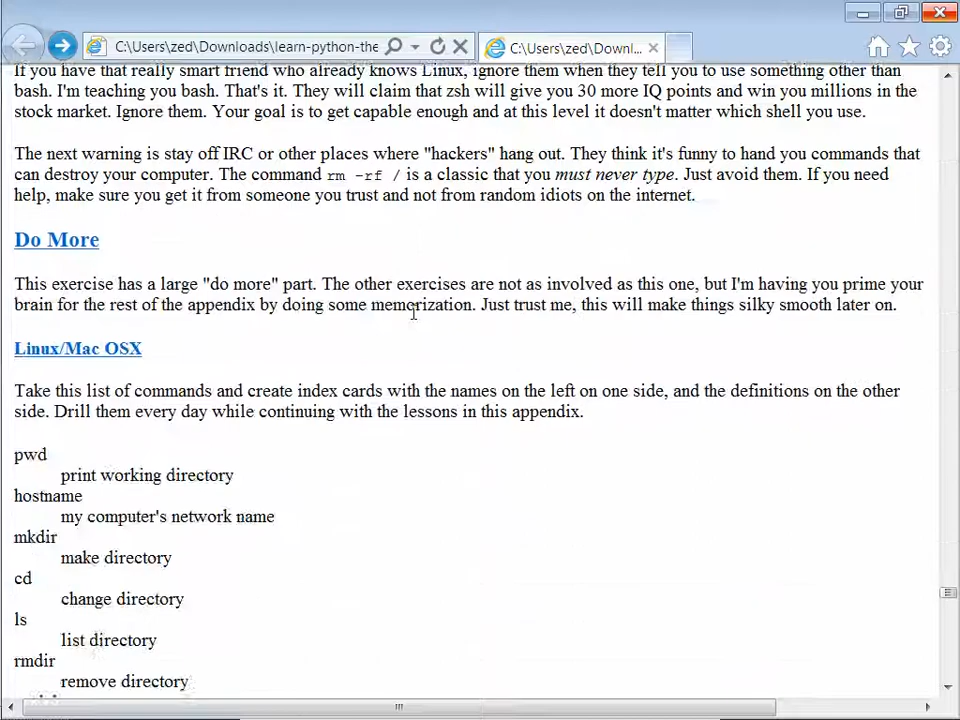 C:\Users\zed\Downloads\learn-python-the
C:\Users\zed\Downl...
If you have that really smart friend who already knows Linux, ignore them when they tell you to use something other than
bash. I'm teaching you bash. That's it. They will claim that zsh will give you 30 more IQ points and win you millions in the
stock market. Ignore them. Your goal is to get capable enough and at this level it doesn't matter which shell you use.
The next warning is stay off IRC or other places where "hackers" hang out. They think it's funny to hand you commands that
can destroy your computer. The command rm -rf / is a classic that you must never type. Just avoid them. If you need
help, make sure you get it from someone you trust and not from random idiots on the internet.
Do More
This exercise has a large "do more" part. The other exercises are not as involved as this one, but I'm having you prime your
brain for the rest of the appendix by doing some memorization. Just trust me, this will make things silky smooth later on.
Linux/Mac OSX
Take this list of commands and create index cards with the names on the left on one side, and the definitions on the other
side. Drill them every day while continuing with the lessons in this appendix.
pwd
print working directory
hostname
my computer's network name
mkdir
make directory
cd
change directory
ls
list directory
rmdir
remove directory